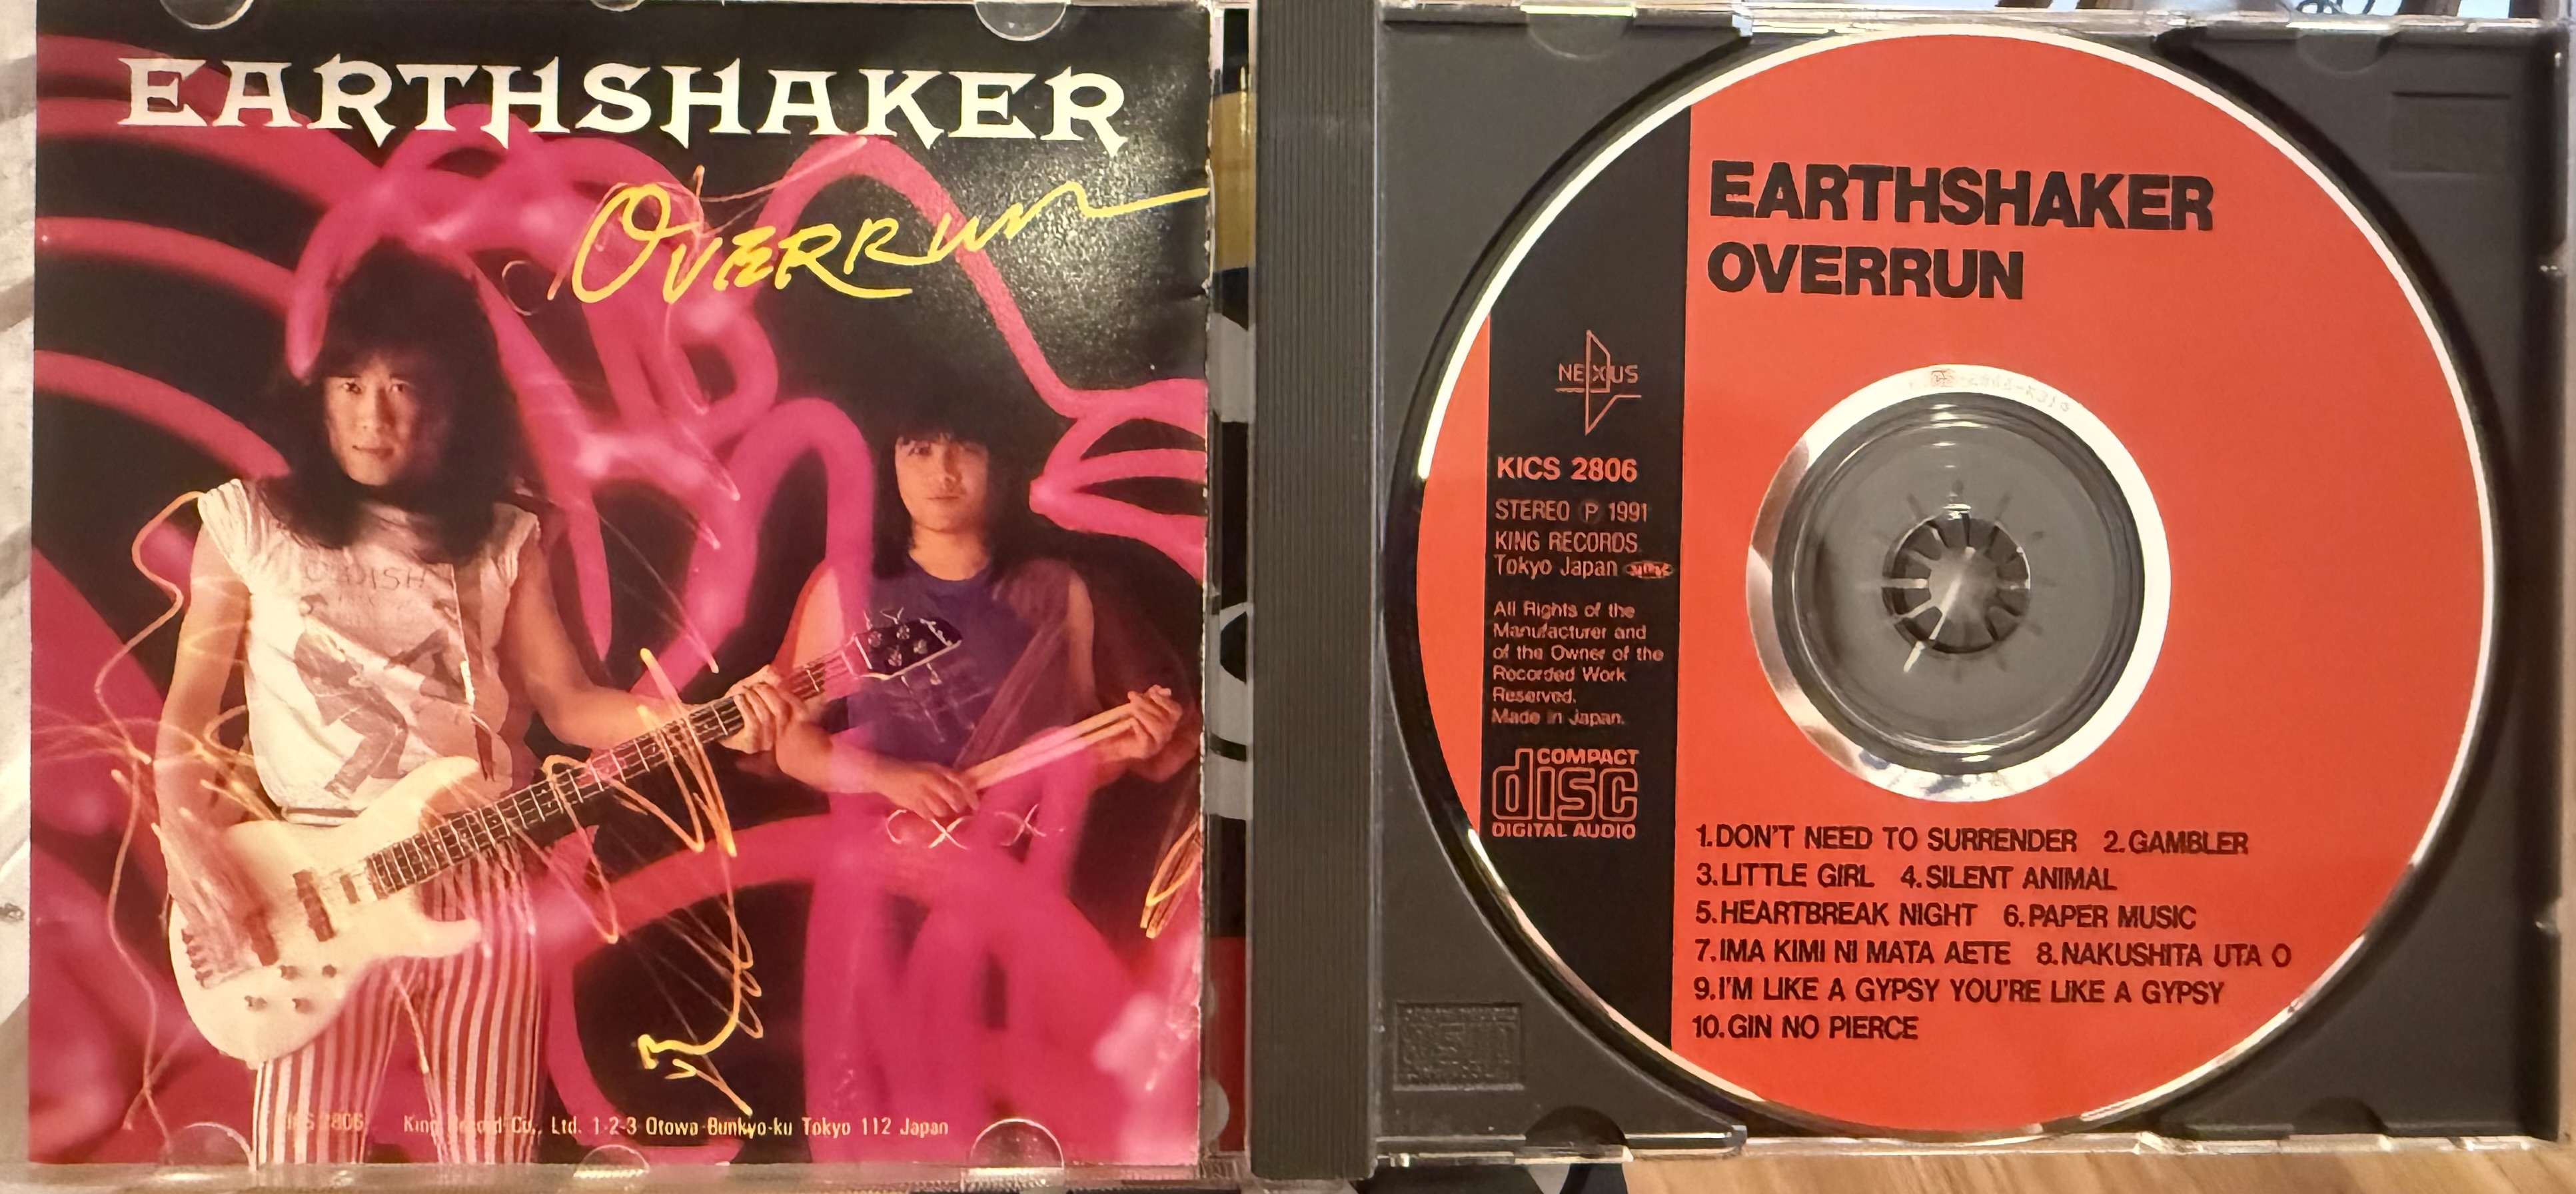 EARTHSHAKER
OVERRUN
KICS 2806 King Record Co., Ltd. 1-2-3 Otowa Bunkyo-ku Tokyo 112 Japan
EARTHSHAKER
OVERRUN
NEXUS
KICS 2806
STEREO Ⓟ 1991
KING RECORDS
Tokyo Japan
All Rights of the
Manufacturer and
of the Owner of the
Recorded Work
Reserved.
Made in Japan.
COMPACT
disc
DIGITAL AUDIO
1.DON'T NEED TO SURRENDER 2.GAMBLER
3.LITTLE GIRL 4.SILENT ANIMAL
5.HEARTBREAK NIGHT 6.PAPER MUSIC
7.IMA KIMI NI MATA AETE 8.NAKUSHITA UTA O
9.I'M LIKE A GYPSY YOU'RE LIKE A GYPSY
10.GIN NO PIERCE